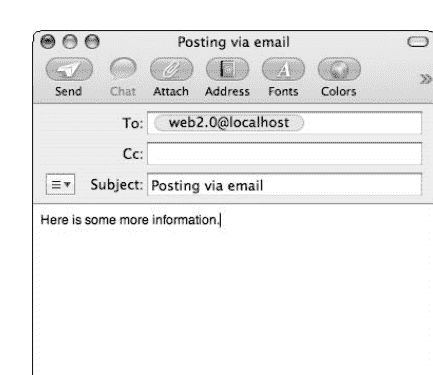 Posting via email
Send Chat Attach Address Fonts Colors
To: web2.0@localhost
Cc:
Subject: Posting via email
Here is some more information.